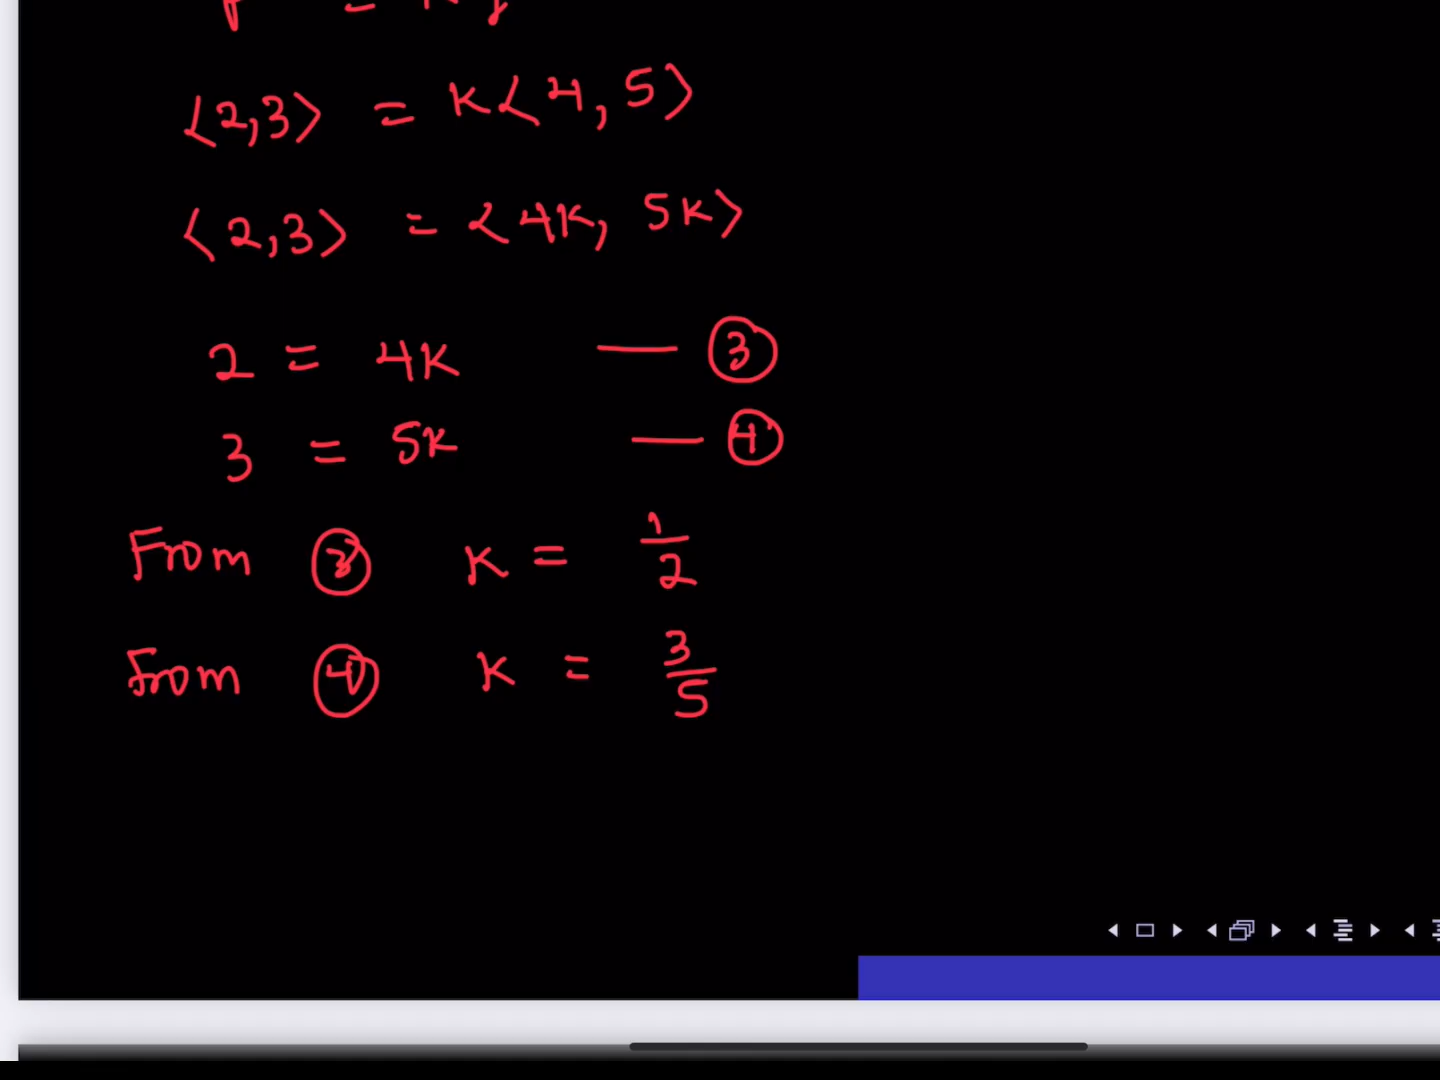 ⟨2,3⟩ = K⟨4,5⟩
⟨2,3⟩ = ⟨4K, 5K⟩
2 = 4K — ③
3 = 5K — ④
From ③ K = 1/2
From ④ K = 3/5